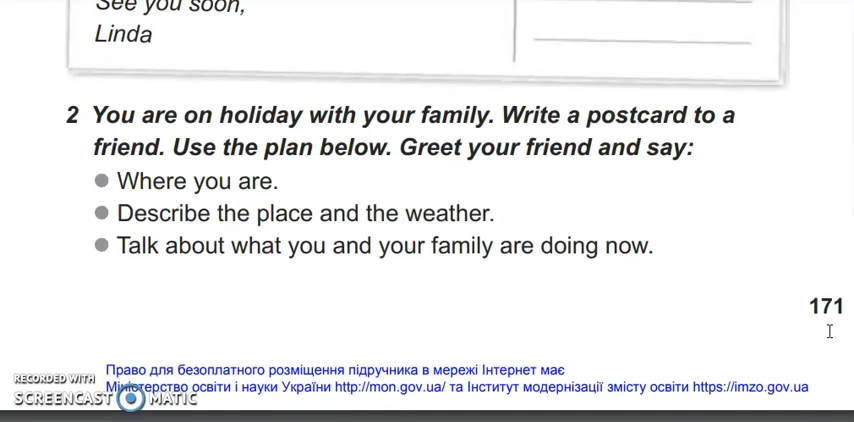 See you soon,
Linda
2 You are on holiday with your family. Write a postcard to a
friend. Use the plan below. Greet your friend and say:
Where you are.
Describe the place and the weather.
Talk about what you and your family are doing now.
171
Право для безоплатного розміщення підручника в мережі Інтернет має
Міністерство освіти і науки України http://mon.gov.ua/ та Інститут модернізації змісту освіти https://imzo.gov.ua
RECORDED WITH
SCREENCAST MATIC